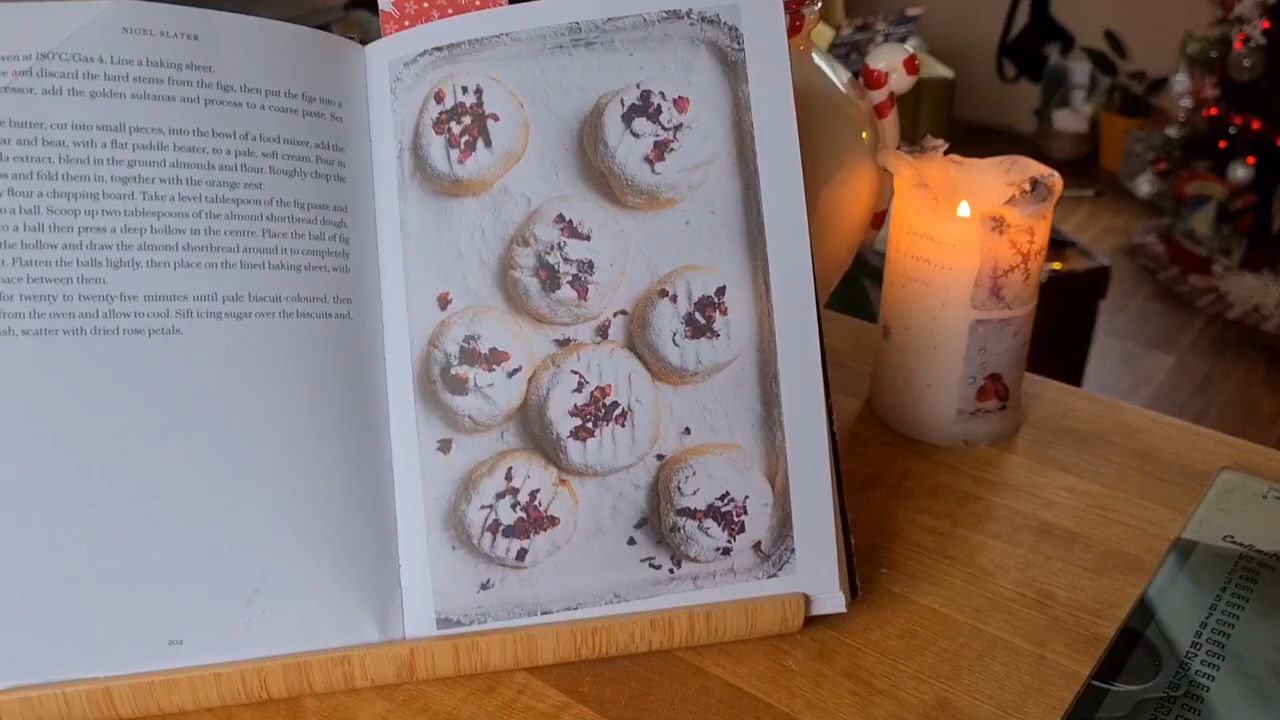 NIGEL SLATER
ven at 180°C/Gas 4. Line a baking sheet.
e and discard the hard stems from the figs, then put the figs into a
cessor, add the golden sultanas and process to a coarse paste. Set
e butter, cut into small pieces, into the bowl of a food mixer, add the
ar and beat, with a flat paddle beater, to a pale, soft cream. Pour in
la extract, blend in the ground almonds and flour. Roughly chop the
s and fold them in, together with the orange zest.
y flour a chopping board. Take a level tablespoon of the fig paste and
o a ball. Scoop up two tablespoons of the almond shortbread dough,
o a ball then press a deep hollow in the centre. Place the ball of fig
the hollow and draw the almond shortbread around it to completely
t. Flatten the balls lightly, then place on the lined baking sheet, with
pace between them.
for twenty to twenty-five minutes until pale biscuit-coloured, then
from the oven and allow to cool. Sift icing sugar over the biscuits and,
ish, scatter with dried rose petals.
202
1/2 cm